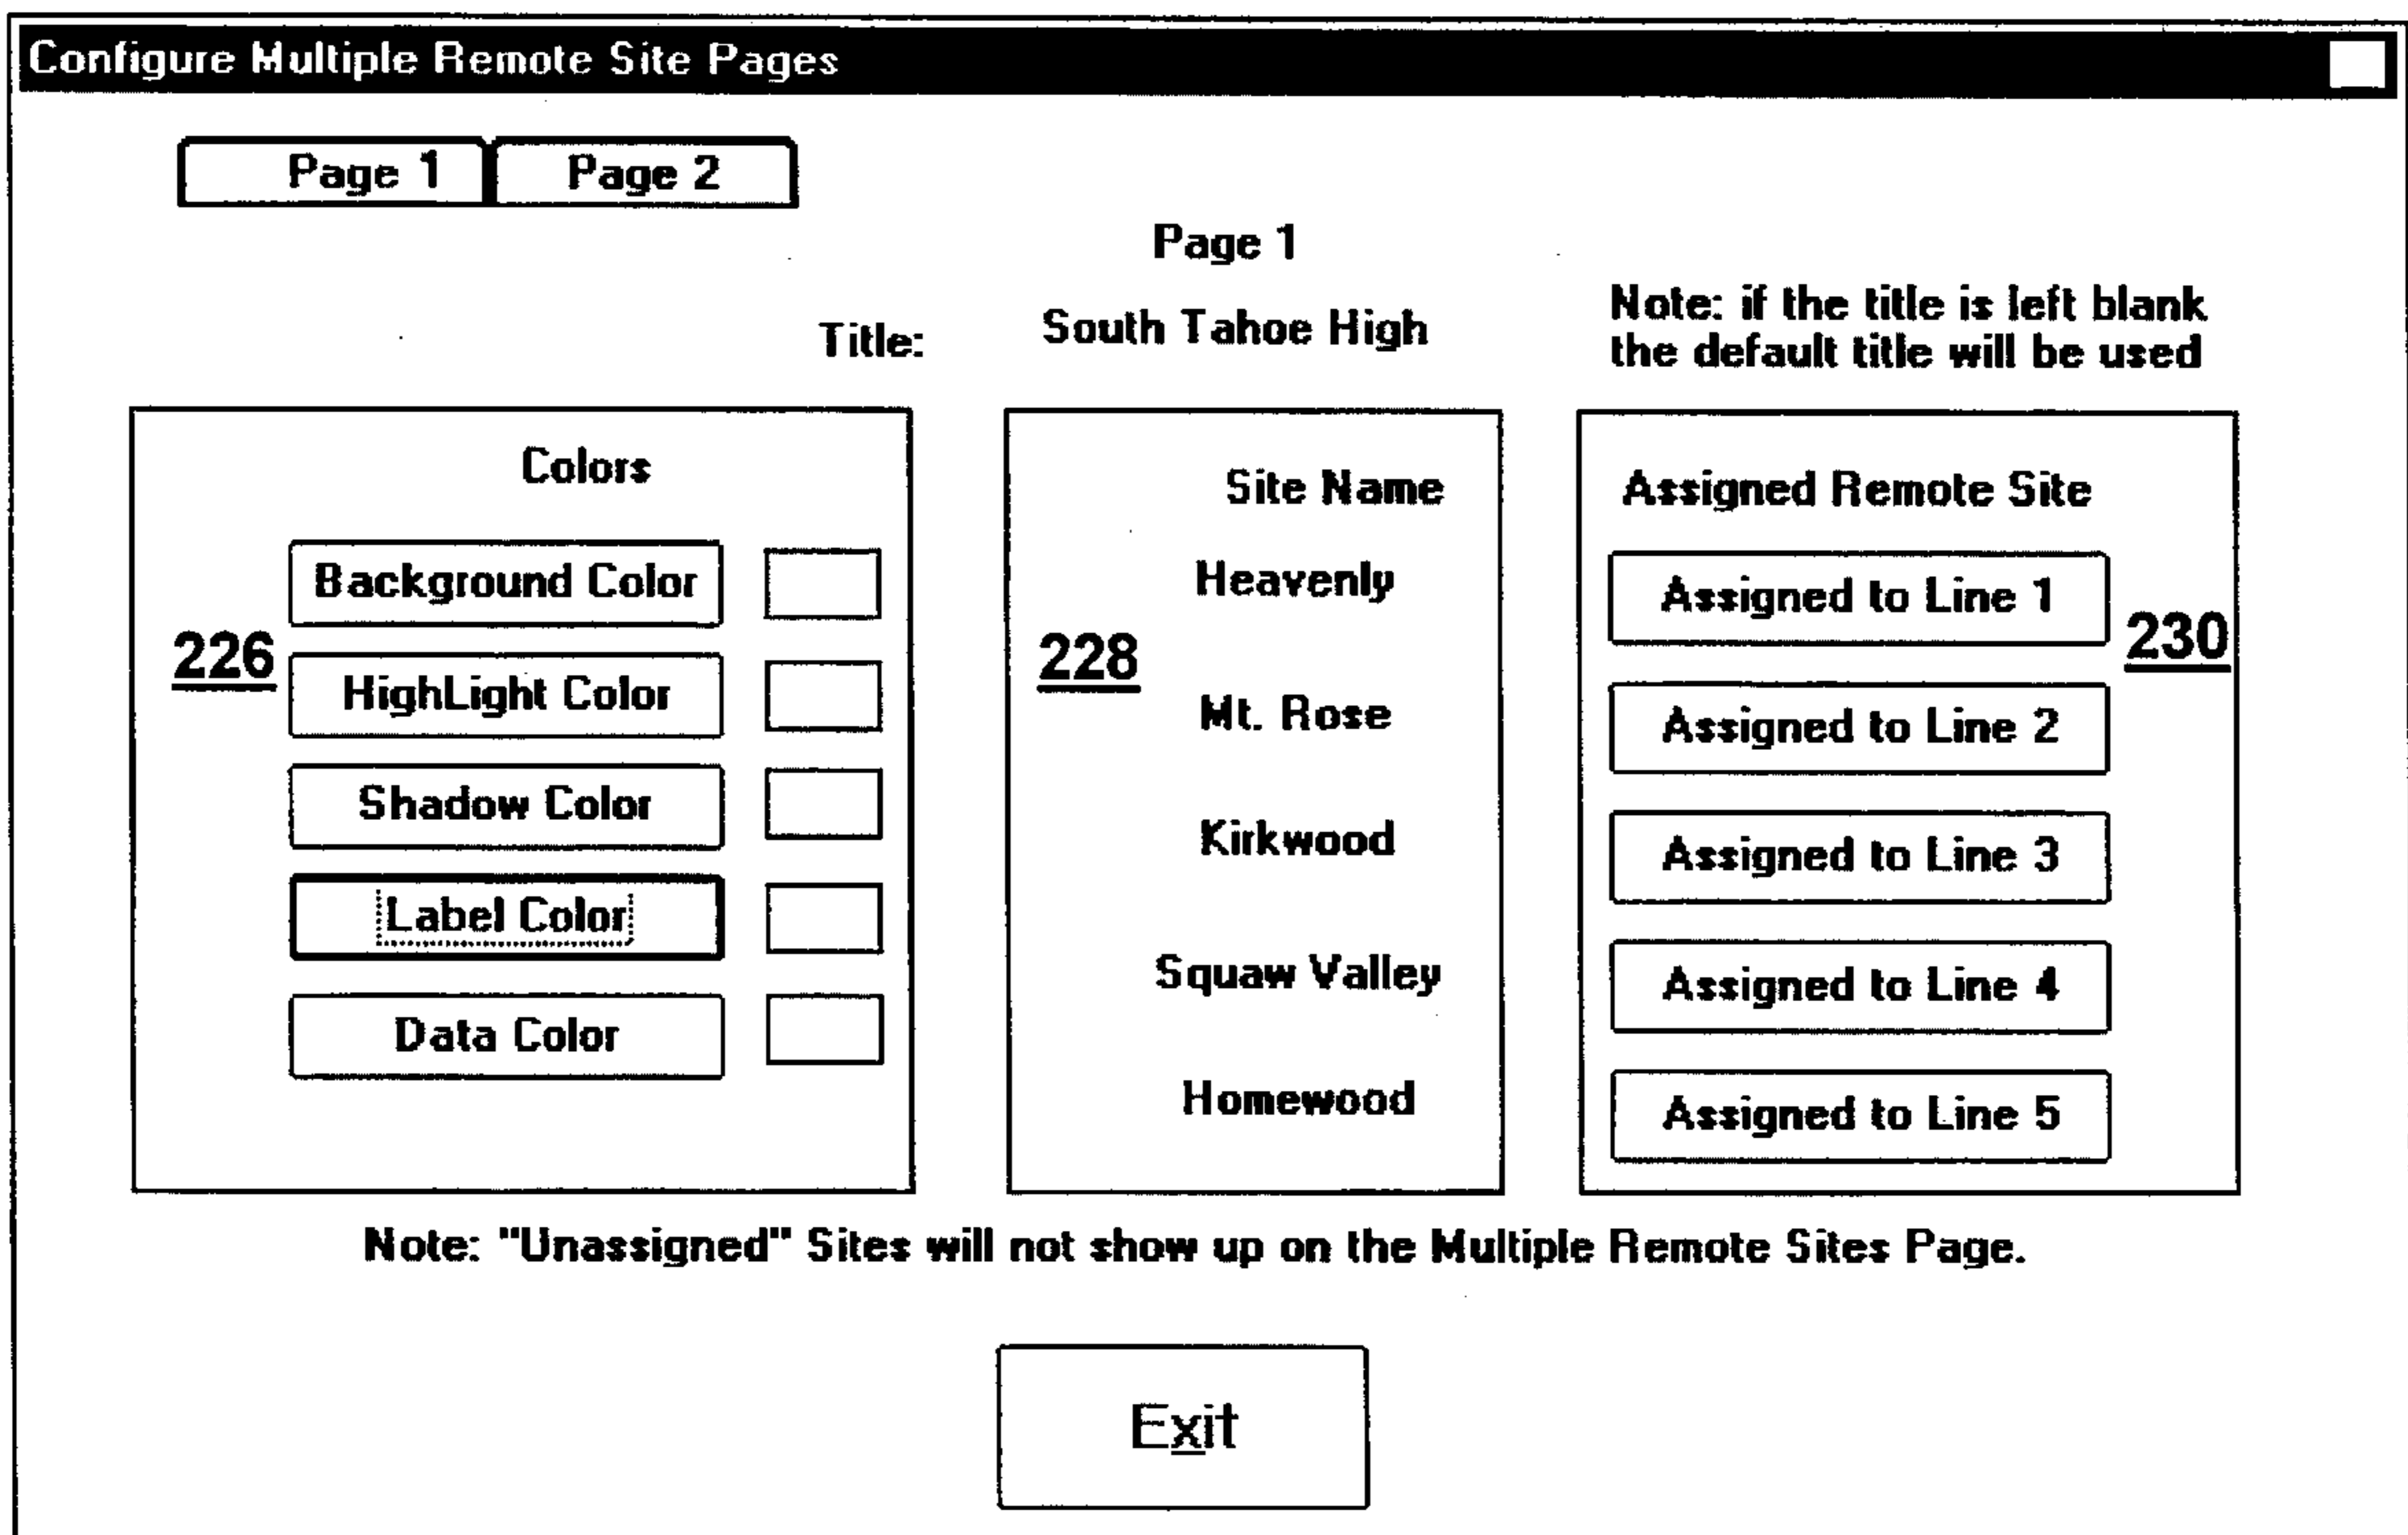 Configure Multiple Remote Site Pages
Page 1
Page 2
Page 1
Title:
South Tahoe High
Note: if the title is left blank
the default title will be used
Colors
Background Color
226
HighLight Color
Shadow Color
Label Color
Data Color
Site Name
Heavenly
228
Mt. Rose
Kirkwood
Squaw Valley
Homewood
Assigned Remote Site
Assigned to Line 1
230
Assigned to Line 2
Assigned to Line 3
Assigned to Line 4
Assigned to Line 5
Note: "Unassigned" Sites will not show up on the Multiple Remote Sites Page.
Exit